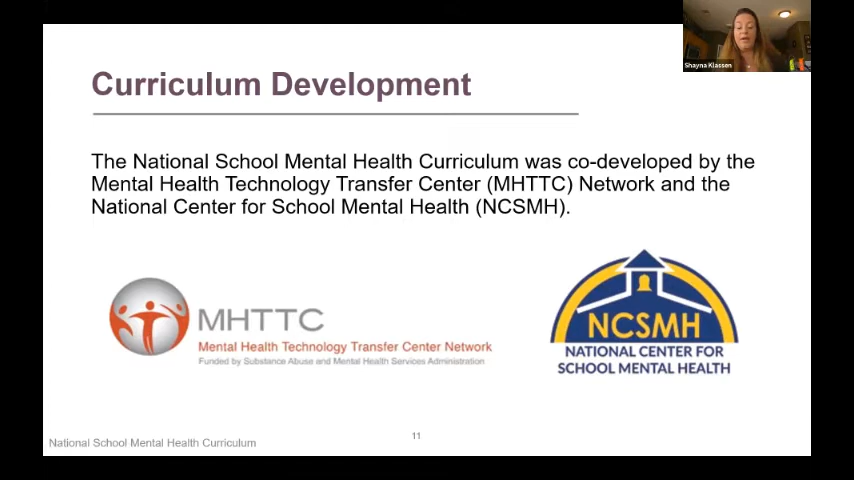 Shayna Klassen
Curriculum Development
The National School Mental Health Curriculum was co-developed by the
Mental Health Technology Transfer Center (MHTTC) Network and the
National Center for School Mental Health (NCSMH).
MHTTC
Mental Health Technology Transfer Center Network
Funded by Substance Abuse and Mental Health Services Administration
NCSMH
NATIONAL CENTER FOR
SCHOOL MENTAL HEALTH
National School Mental Health Curriculum
11